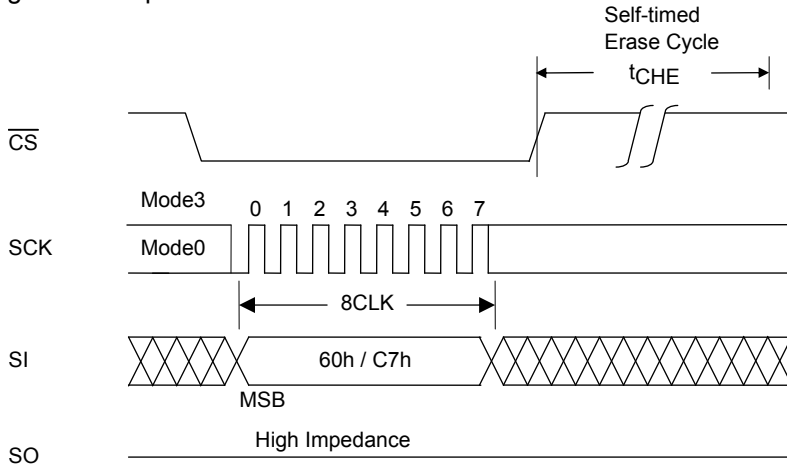 Self-timed
Erase Cycle
tCHE
CS
Mode3
0 1 2 3 4 5 6 7
SCK
Mode0
8CLK
SI
60h / C7h
MSB
High Impedance
SO